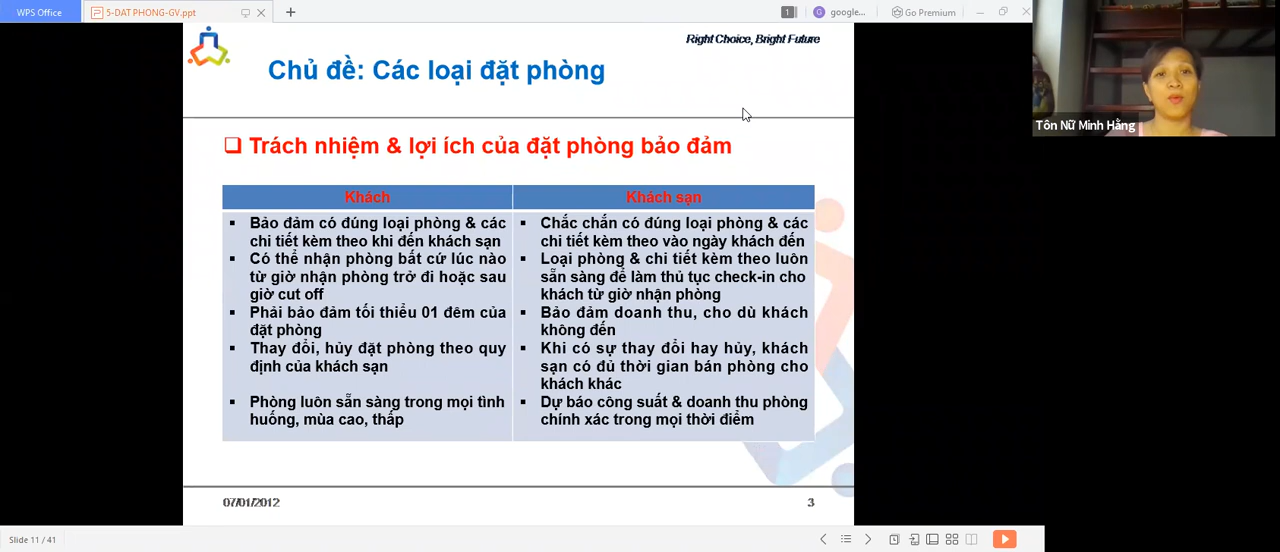 WPS Office
5-DAT PHONG-GV.ppt
1
G google...
Go Premium
Right Choice, Bright Future
Chủ đề: Các loại đặt phòng
Tôn Nữ Minh Hằng
Trách nhiệm & lợi ích của đặt phòng bảo đảm
Khách
Bảo đảm có đúng loại phòng & các
chi tiết kèm theo khi đến khách sạn
Có thể nhận phòng bất cứ lúc nào
từ giờ nhận phòng trở đi hoặc sau
giờ cut off
Phải bảo đảm tối thiểu 01 đêm của
đặt phòng
Thay đổi, hủy đặt phòng theo quy
định của khách sạn
Phòng luôn sẵn sàng trong mọi tình
huống, mùa cao, thấp
Khách sạn
Chắc chắn có đúng loại phòng & các
chi tiết kèm theo vào ngày khách đến
Loại phòng & chi tiết kèm theo luôn
sẵn sàng để làm thủ tục check-in cho
khách từ giờ nhận phòng
Bảo đảm doanh thu, cho dù khách
không đến
Khi có sự thay đổi hay hủy, khách
sạn có đủ thời gian bán phòng cho
khách khác
Dự báo công suất & doanh thu phòng
chính xác trong mọi thời điểm
07/01/2012
3
Slide 11 / 41